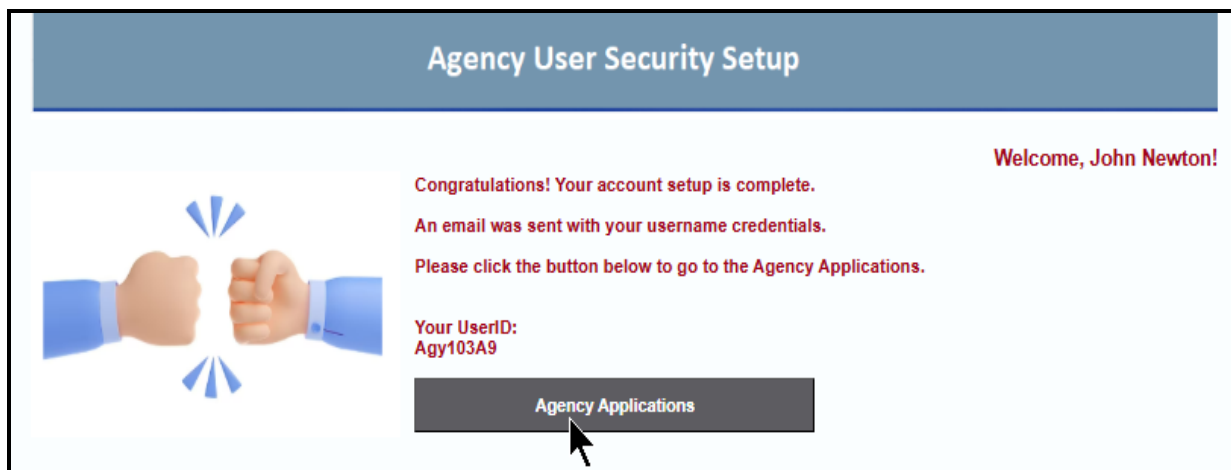 Agency User Security Setup
Welcome, John Newton!
Congratulations! Your account setup is complete.
An email was sent with your username credentials.
Please click the button below to go to the Agency Applications.
Your UserID:
Agy103A9
Agency Applications